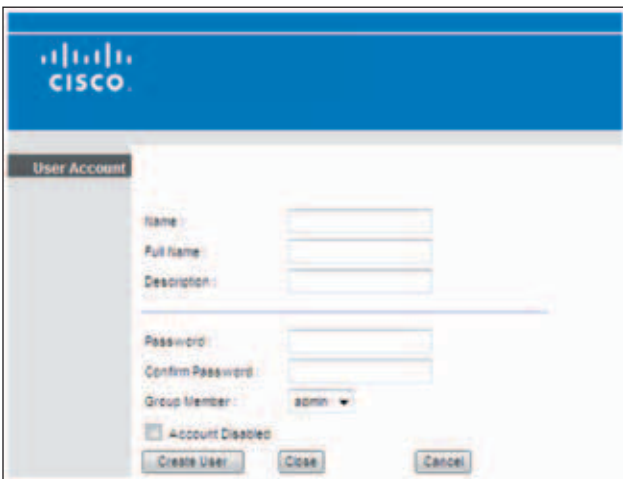 CISCO.
User Account
Name :
Full Name :
Description :
Password :
Confirm Password :
Group Member : admin
Account Disabled
Create User Close Cancel